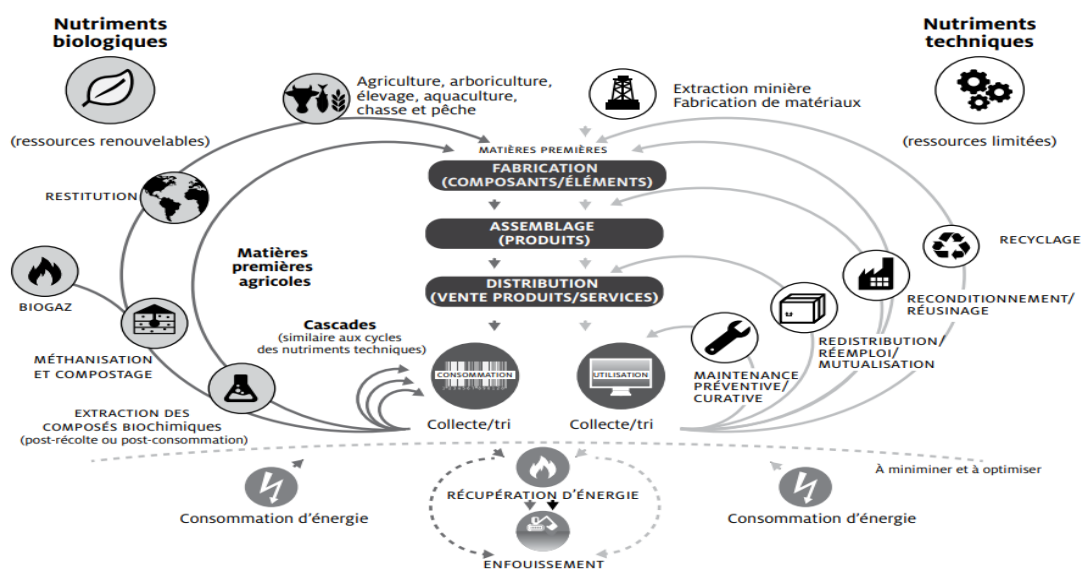 Nutriments
biologiques
(ressources renouvelables)
Agriculture, arboriculture,
élevage, aquaculture,
chasse et pêche
Extraction minière
Fabrication de matériaux
Nutriments
techniques
(ressources limitées)
MATIÈRES PREMIÈRES
FABRICATION
(COMPOSANTS/ÉLÉMENTS)
ASSEMBLAGE
(PRODUITS)
DISTRIBUTION
(VENTE PRODUITS/SERVICES)
RESTITUTION
BIOGAZ
MÉTHANISATION
ET COMPOSTAGE
EXTRACTION DES
COMPOSÉS BIOCHIMIQUES
(post-récolte ou post-consommation)
Matières
premières
agricoles
Cascades
(similaire aux cycles
des nutriments techniques)
CONSOMMATION
Collecte/tri
UTILISATION
Collecte/tri
MAINTENANCE
PRÉVENTIVE/
CURATIVE
REDISTRIBUTION/
RÉEMPLOI/
MUTUALISATION
RECONDITIONNEMENT/
RÉUSINAGE
RECYCLAGE
À miniminer et à optimiser
Consommation d'énergie
RÉCUPÉRATION D'ÉNERGIE
ENFOUISSEMENT
Consommation d'énergie